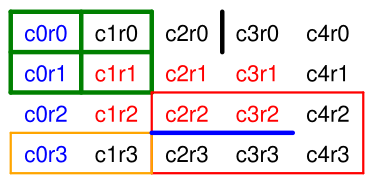 c0r0 c1r0 c2r0 c3r0 c4r0
c0r1 c1r1 c2r1 c3r1 c4r1
c0r2 c1r2 c2r2 c3r2 c4r2
c0r3 c1r3 c2r3 c3r3 c4r3